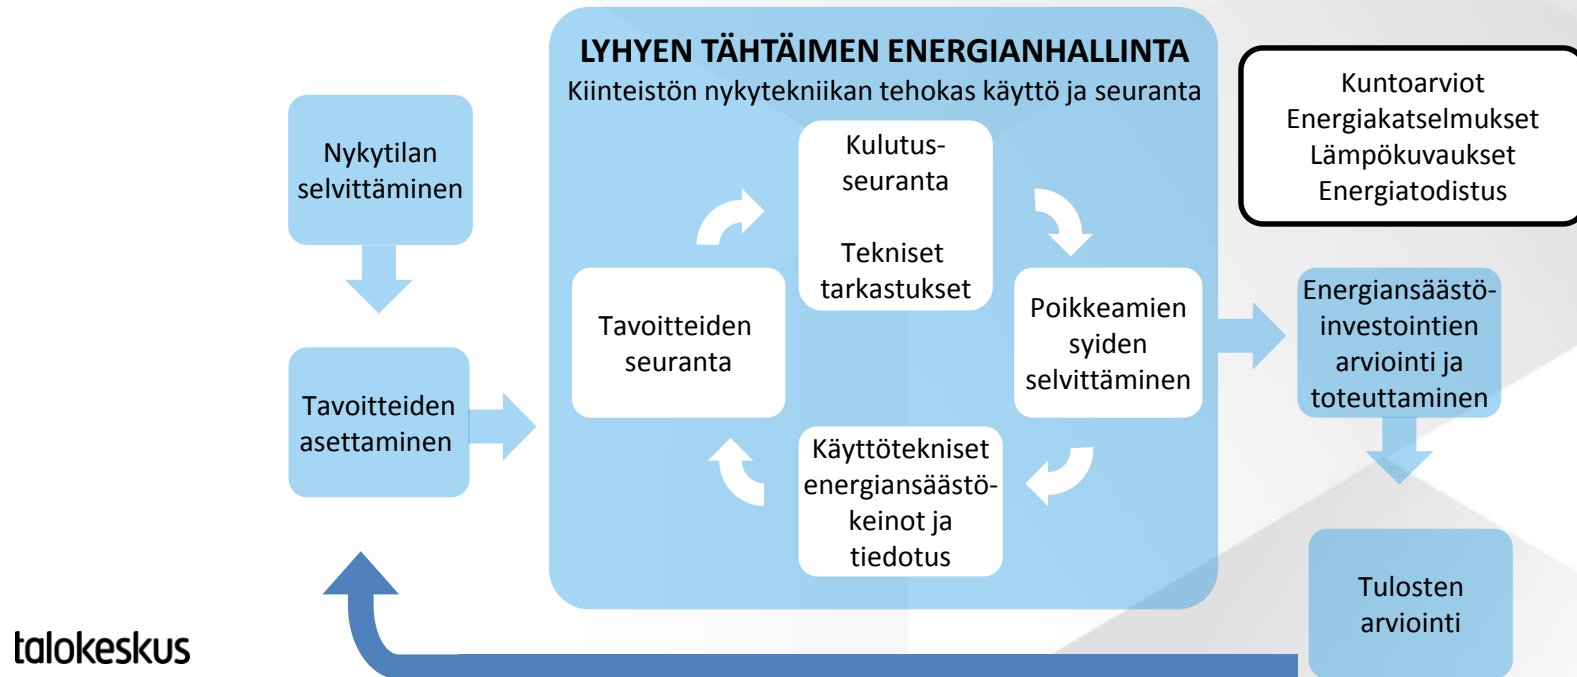 LYHYEN TÄHTÄIMEN ENERGIANHALLINTA
Kiinteistön nykytekniikan tehokas käyttö ja seuranta
Nykytilan
selvittäminen
Tavoitteiden
asettaminen
Kulutus-
seuranta
Tekniset
tarkastukset
Tavoitteiden
seuranta
Poikkeamien
syiden
selvittäminen
Käyttötekniset
energiansäästö-
keinot ja
tiedotus
Kuntoarviot
Energiakatselmukset
Lämpökuvaukset
Energiatodistus
Energiansäästö-
investointien
arviointi ja
toteuttaminen
Tulosten
arviointi
talokeskus